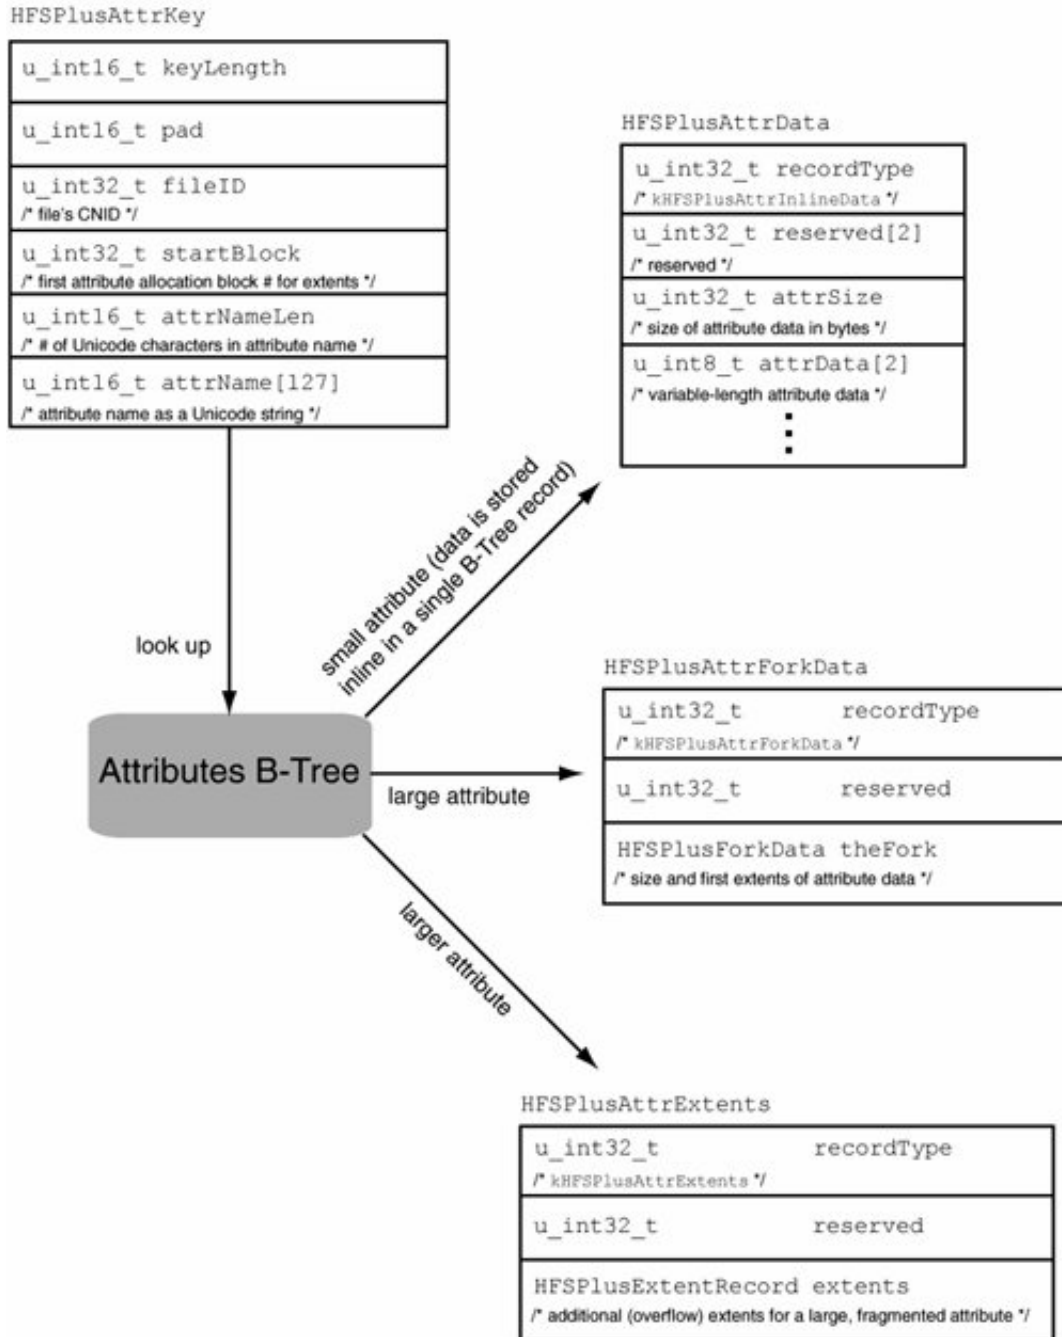 HFSPlusAttrKey
u_int16_t keyLength
u_int16_t pad
u_int32_t fileID
/* file's CNID */
u_int32_t startBlock
/* first attribute allocation block # for extents */
u_int16_t attrNameLen
/* # of Unicode characters in attribute name */
u_int16_t attrName[127]
/* attribute name as a Unicode string */
HFSPlusAttrData
u_int32_t recordType
/* kHFSPlusAttrInlineData */
u_int32_t reserved[2]
/* reserved */
u_int32_t attrSize
/* size of attribute data in bytes */
u_int8_t attrData[2]
/* variable-length attribute data */
look up
small attribute (data is stored
inline in a single B-Tree record)
Attributes B-Tree
large attribute
larger attribute
HFSPlusAttrForkData
u_int32_t recordType
/* kHFSPlusAttrForkData */
u_int32_t reserved
HFSPlusForkData theFork
/* size and first extents of attribute data */
HFSPlusAttrExtents
u_int32_t recordType
/* kHFSPlusAttrExtents */
u_int32_t reserved
HFSPlusExtentRecord extents
/* additional (overflow) extents for a large, fragmented attribute */